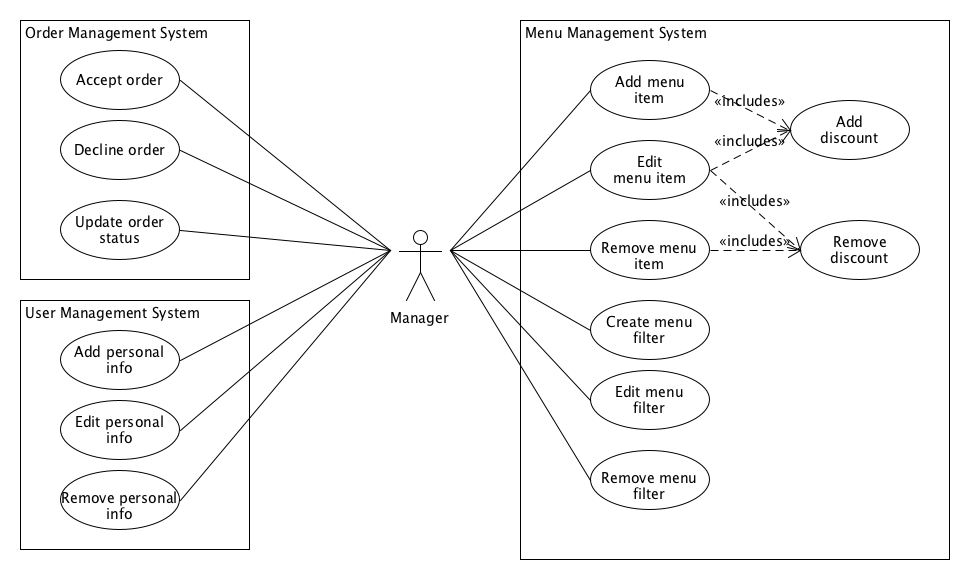 Order Management System
Accept order
Decline order
Update order
status
User Management System
Add personal
info
Edit personal
info
Remove personal
info
Manager
Menu Management System
Add menu
item
«includes»
Add
discount
«includes»
Edit
menu item
«includes»
Remove menu
item
«includes»
Remove
discount
Create menu
filter
Edit menu
filter
Remove menu
filter